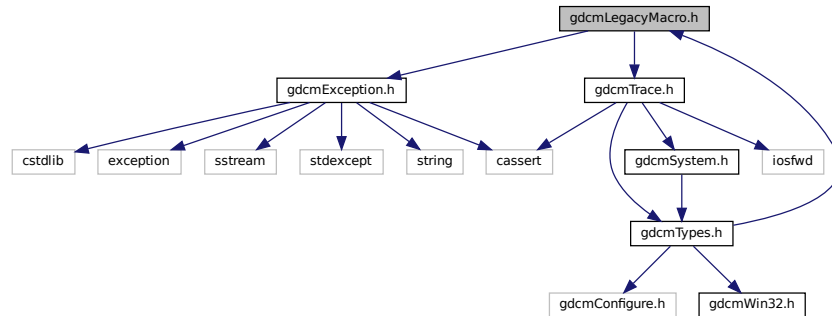 gdcmLegacyMacro.h
gdcmException.h
gdcmTrace.h
cstdlib
exception
sstream
stdexcept
string
cassert
gdcmSystem.h
iosfwd
gdcmTypes.h
gdcmConfigure.h
gdcmWin32.h